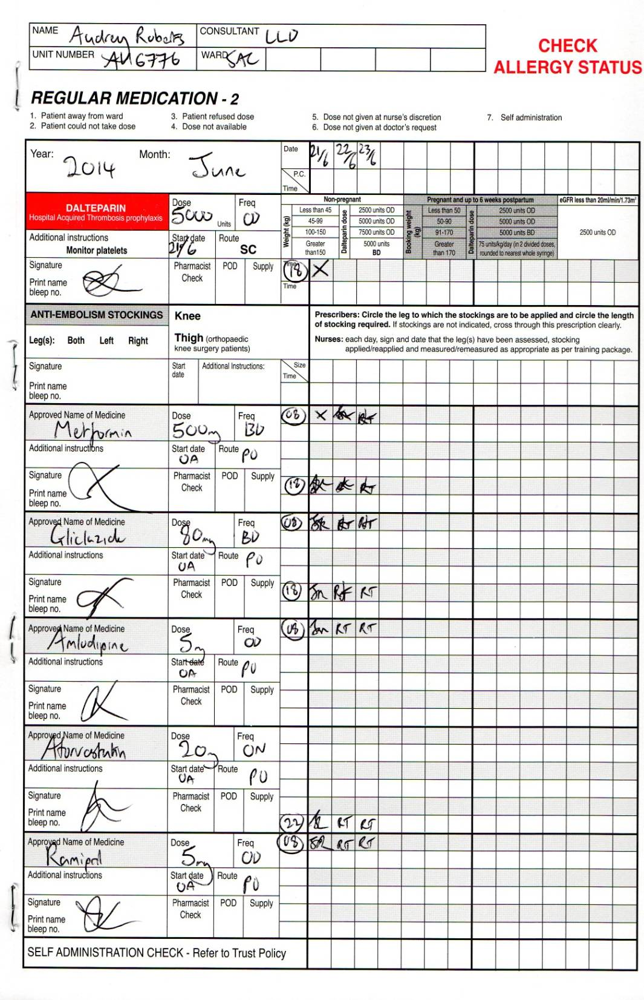 NAME Audrey Roberts CONSULTANT LLD
UNIT NUMBER AU6776 WARD SAC
CHECK
ALLERGY STATUS
REGULAR MEDICATION - 2
1. Patient away from ward 3. Patient refused dose 5. Dose not given at nurse's discretion 7. Self administration
2. Patient could not take dose 4. Dose not available 6. Dose not given at doctor's request
Year: 2014 Month: June Date 21/6 22/6 23/6
P.C.
Time
DALTEPARIN
Hospital Acquired Thrombosis prophylaxis
Dose 5000 Units Freq OD
Non-pregnant Pregnant and up to 6 weeks postpartum eGFR less than 20ml/min/1.73m²
Weight (kg) Dalteparin dose Booking weight (kg) Dalteparin dose
Less than 45 2500 units OD Less than 50 2500 units OD
45-99 5000 units OD 50-90 5000 units OD
100-150 7500 units OD 91-170 5000 units BD 2500 units OD
Greater than150 5000 units BD Greater than 170 75 units/kg/day (in 2 divided doses, rounded to nearest whole syringe)
Additional instructions
Monitor platelets
Start date 21/6 Route SC
Signature Pharmacist Check POD Supply Time 18 X
Print name
bleep no.
Time
ANTI-EMBOLISM STOCKINGS Knee
Leg(s): Both Left Right Thigh (orthopaedic
knee surgery patients)
Prescribers: Circle the leg to which the stockings are to be applied and circle the length
of stocking required. If stockings are not indicated, cross through this prescription clearly.
Nurses: each day, sign and date that the leg(s) have been assessed, stocking
applied/reapplied and measured/remeasured as appropriate as per training package.
Signature Start date Additional Instructions: Size
Time
Print name
bleep no.
Approved Name of Medicine Dose Freq 08 X RT
Metformin 500mg BD
Additional instructions Start date UA Route PO
Signature Pharmacist Check POD Supply
Print name 18 RT
bleep no.
Approved Name of Medicine Dose Freq 08 SR RT RT
Gliclazide 80mg BD
Additional instructions Start date UA Route PO
Signature Pharmacist Check POD Supply 18 RT RT
Print name
bleep no.
Approved Name of Medicine Dose Freq 08 RT RT
Amlodipine 5mg OD
Additional instructions Start date UA Route PO
Signature Pharmacist Check POD Supply
Print name
bleep no.
Approved Name of Medicine Dose Freq
Atorvastatin 20mg ON
Additional instructions Start date UA Route PO
Signature Pharmacist Check POD Supply
Print name
bleep no. 22 RT RT
Approved Name of Medicine Dose Freq 08 SR RT RT
Ramipril 5mg OD
Additional instructions Start date UA Route PO
Signature Pharmacist Check POD Supply
Print name
bleep no.
SELF ADMINISTRATION CHECK - Refer to Trust Policy